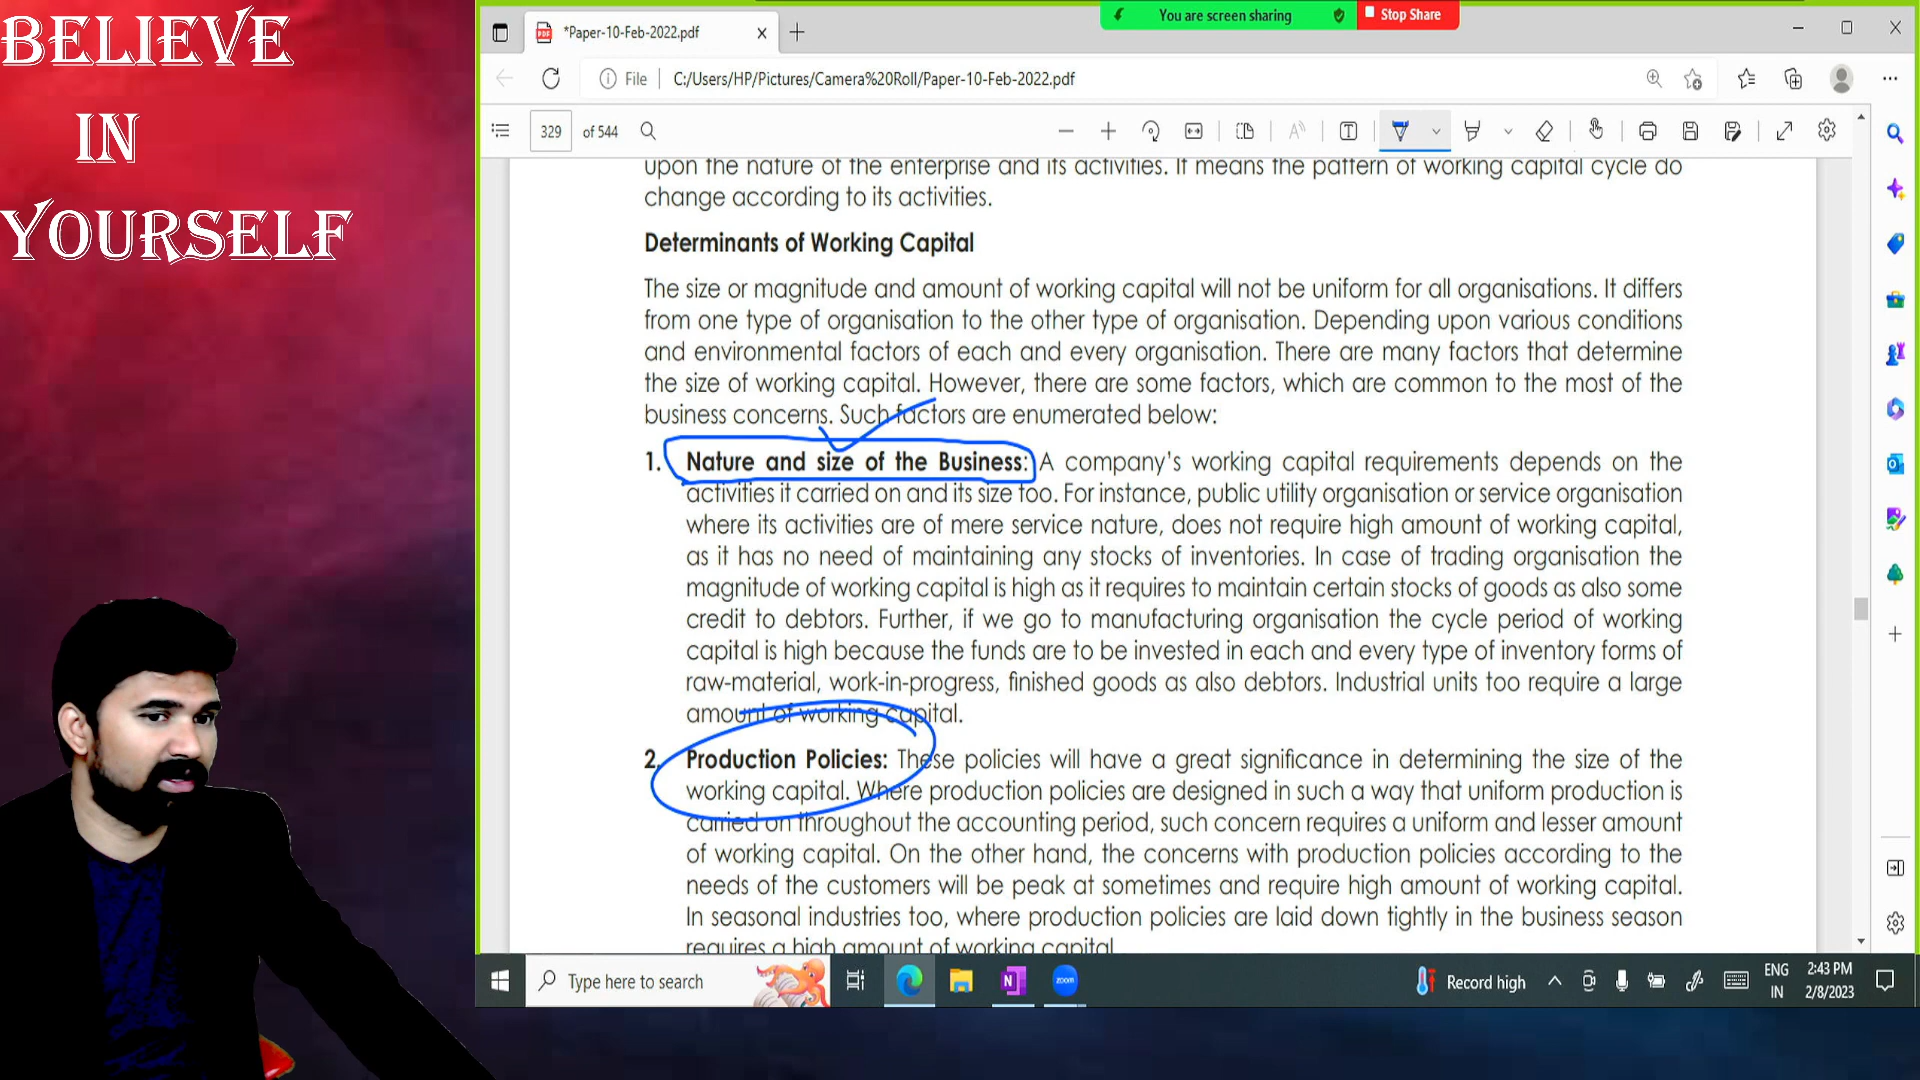 BELIEVE
IN
YOURSELF
You are screen sharing
Stop Share
*Paper-10-Feb-2022.pdf
File
C:/Users/HP/Pictures/Camera%20Roll/Paper-10-Feb-2022.pdf
329 of 544
upon the nature of the enterprise and its activities. It means the pattern of working capital cycle do
change according to its activities.
Determinants of Working Capital
The size or magnitude and amount of working capital will not be uniform for all organisations. It differs
from one type of organisation to the other type of organisation. Depending upon various conditions
and environmental factors of each and every organisation. There are many factors that determine
the size of working capital. However, there are some factors, which are common to the most of the
business concerns. Such factors are enumerated below:
1. Nature and size of the Business: A company's working capital requirements depends on the
activities it carried on and its size too. For instance, public utility organisation or service organisation
where its activities are of mere service nature, does not require high amount of working capital,
as it has no need of maintaining any stocks of inventories. In case of trading organisation the
magnitude of working capital is high as it requires to maintain certain stocks of goods as also some
credit to debtors. Further, if we go to manufacturing organisation the cycle period of working
capital is high because the funds are to be invested in each and every type of inventory forms of
raw-material, work-in-progress, finished goods as also debtors. Industrial units too require a large
amount of working capital.
2. Production Policies: These policies will have a great significance in determining the size of the
working capital. Where production policies are designed in such a way that uniform production is
carried on throughout the accounting period, such concern requires a uniform and lesser amount
of working capital. On the other hand, the concerns with production policies according to the
needs of the customers will be peak at sometimes and require high amount of working capital.
In seasonal industries too, where production policies are laid down tightly in the business season
requires a high amount of working capital.
Type here to search
zoom
Record high
ENG
IN
2:43 PM
2/8/2023